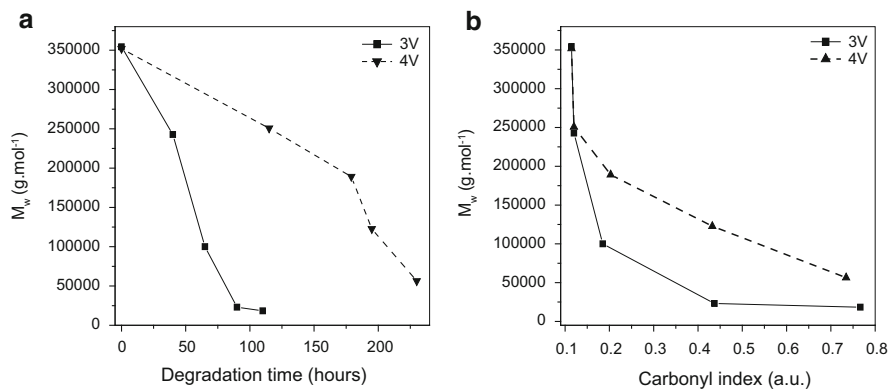 a
3V
4V
350000
300000
250000
200000
150000
100000
50000
0
M_w (g.mol⁻¹)
0 50 100 150 200
Degradation time (hours)
b
3V
4V
350000
300000
250000
200000
150000
100000
50000
0
M_w (g.mol⁻¹)
0.1 0.2 0.3 0.4 0.5 0.6 0.7 0.8
Carbonyl index (a.u.)